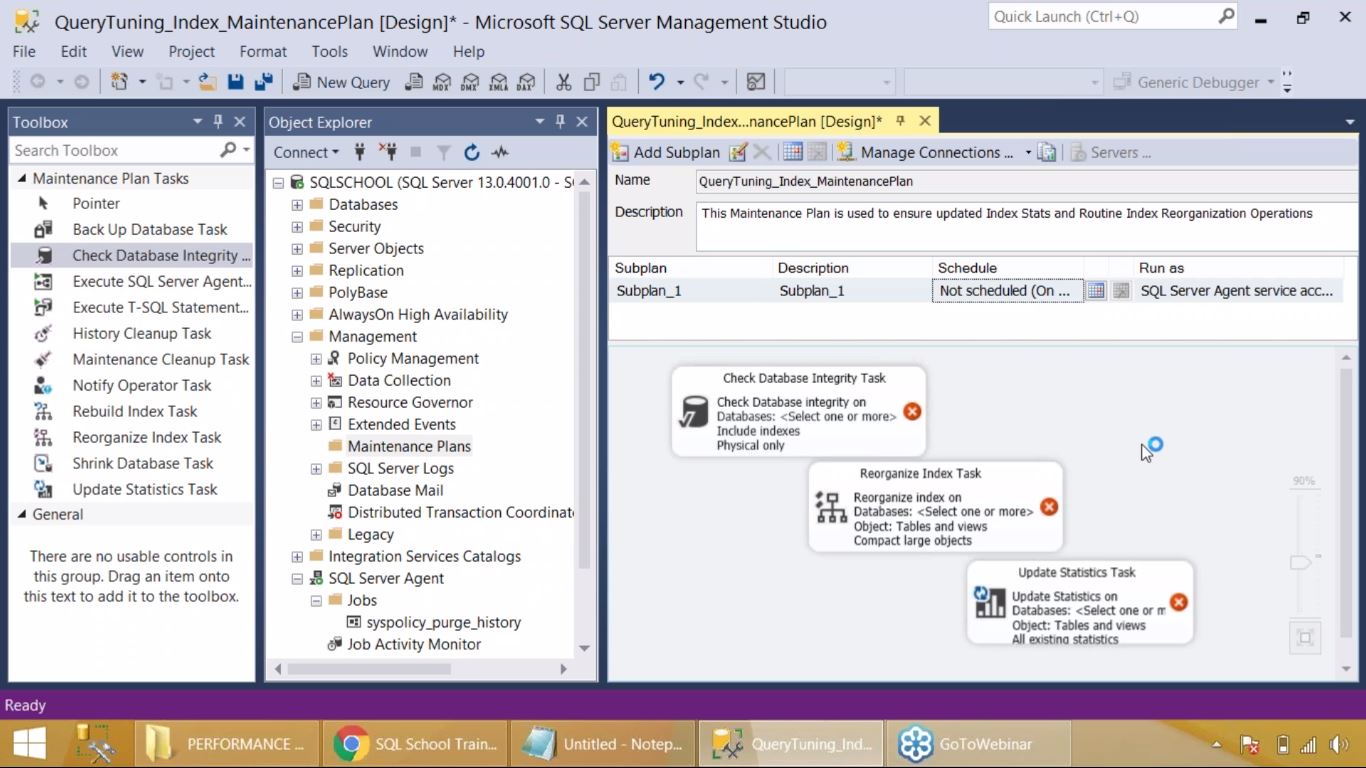 QueryTuning_Index_MaintenancePlan [Design]* - Microsoft SQL Server Management Studio
Quick Launch (Ctrl+Q)
File Edit View Project Format Tools Window Help
New Query
MDX DMX XMLA DAX
Generic Debugger
Toolbox
Search Toolbox
Maintenance Plan Tasks
Pointer
Back Up Database Task
Check Database Integrity ...
Execute SQL Server Agent...
Execute T-SQL Statement...
History Cleanup Task
Maintenance Cleanup Task
Notify Operator Task
Rebuild Index Task
Reorganize Index Task
Shrink Database Task
Update Statistics Task
General
There are no usable controls in
this group. Drag an item onto
this text to add it to the toolbox.
Object Explorer
Connect
SQLSCHOOL (SQL Server 13.0.4001.0 - S
Databases
Security
Server Objects
Replication
PolyBase
AlwaysOn High Availability
Management
Policy Management
Data Collection
Resource Governor
Extended Events
Maintenance Plans
SQL Server Logs
Database Mail
Distributed Transaction Coordinat
Legacy
Integration Services Catalogs
SQL Server Agent
Jobs
syspolicy_purge_history
Job Activity Monitor
QueryTuning_Index...nancePlan [Design]*
Add Subplan Manage Connections ... Servers ...
Name QueryTuning_Index_MaintenancePlan
Description This Maintenance Plan is used to ensure updated Index Stats and Routine Index Reorganization Operations
Subplan Description Schedule Run as
Subplan_1 Subplan_1 Not scheduled (On ... SQL Server Agent service acc...
Check Database Integrity Task
Check Database integrity on
Databases: <Select one or more>
Include indexes
Physical only
Reorganize Index Task
Reorganize index on
Databases: <Select one or more>
Object: Tables and views
Compact large objects
Update Statistics Task
Update Statistics on
Databases: <Select one or m
Object: Tables and views
All existing statistics
90%
Ready
PERFORMANCE ...
SQL School Train...
Untitled - Notep...
QueryTuning_Ind...
GoToWebinar